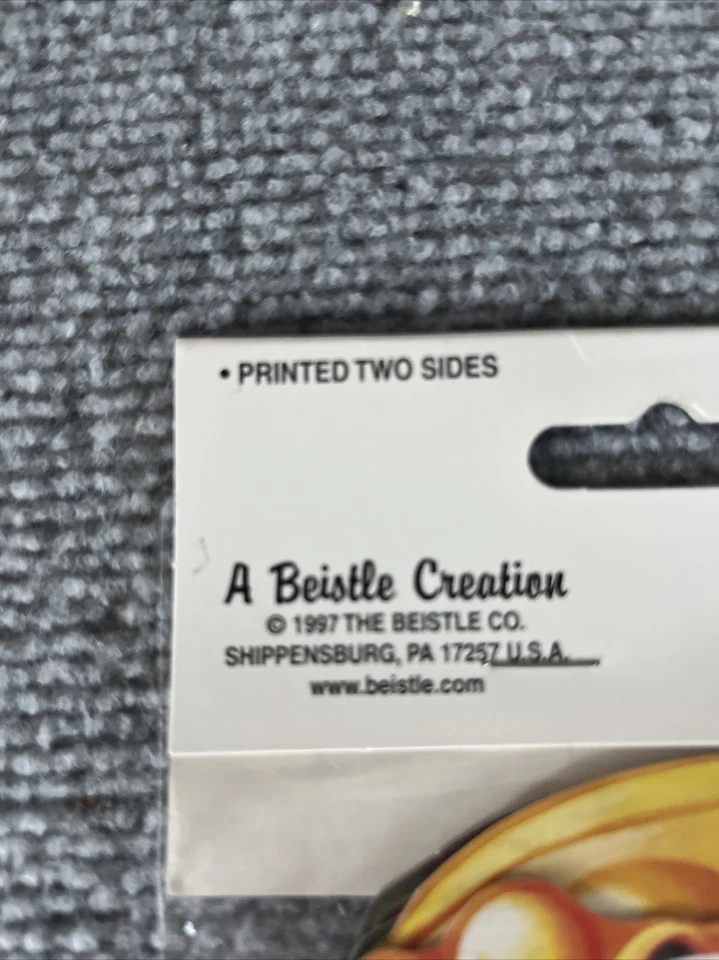 • PRINTED TWO SIDES
A Beistle Creation
© 1997 THE BEISTLE CO.
SHIPPENSBURG, PA 17257 U.S.A.
www.beistle.com